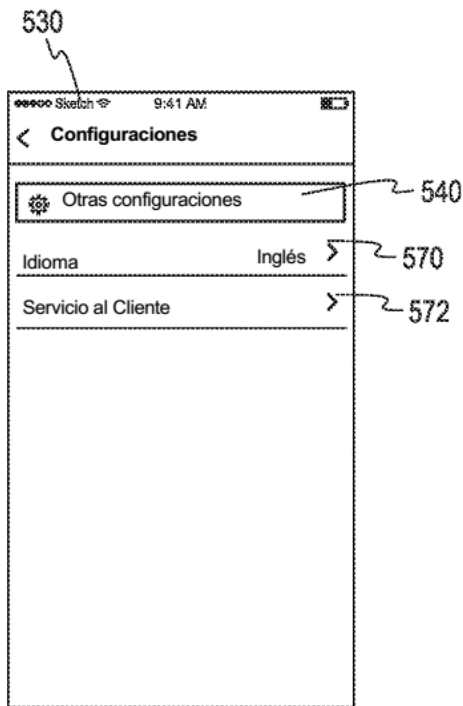 530
Sketch 9:41 AM
< Configuraciones
Otras configuraciones
540
Idioma Inglés >
570
Servicio al Cliente >
572